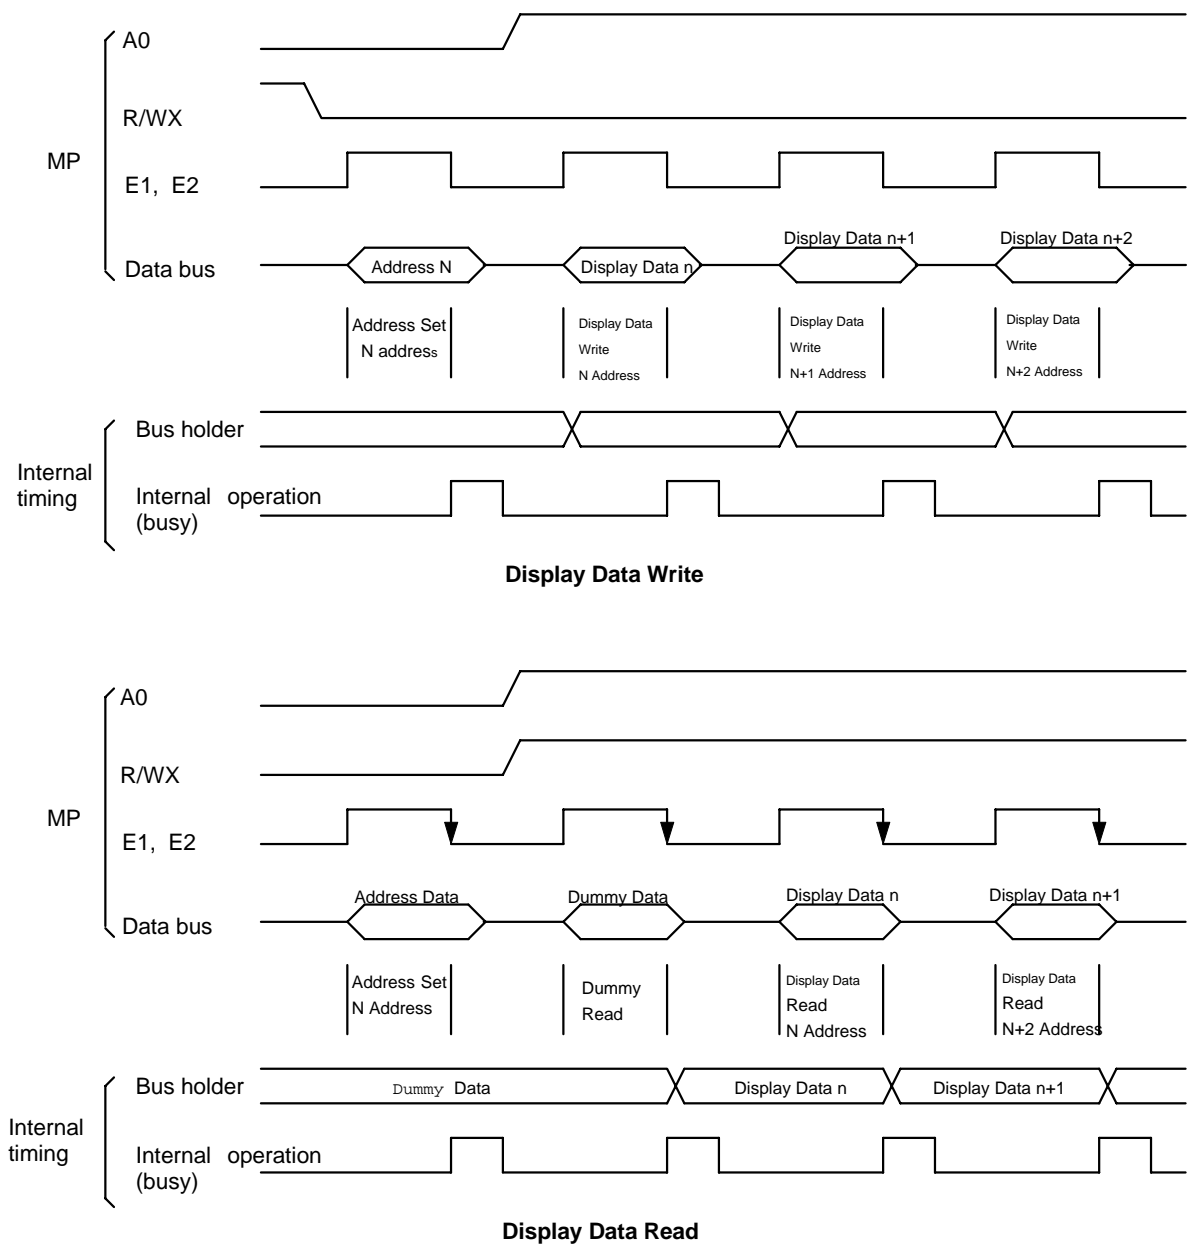 A0
R/WX
MP
E1, E2
Display Data n+1
Display Data n+2
Data bus
Address N
Display Data n
Address Set
N address
Display Data
Write
N Address
Display Data
Write
N+1 Address
Display Data
Write
N+2 Address
Bus holder
Internal
timing
Internal operation
(busy)
Display Data Write
A0
R/WX
MP
E1, E2
Address Data
Dummy Data
Display Data n
Display Data n+1
Data bus
Address Set
N Address
Dummy
Read
Display Data
Read
N Address
Display Data
Read
N+2 Address
Bus holder
Dummy Data
Display Data n
Display Data n+1
Internal
timing
Internal operation
(busy)
Display Data Read